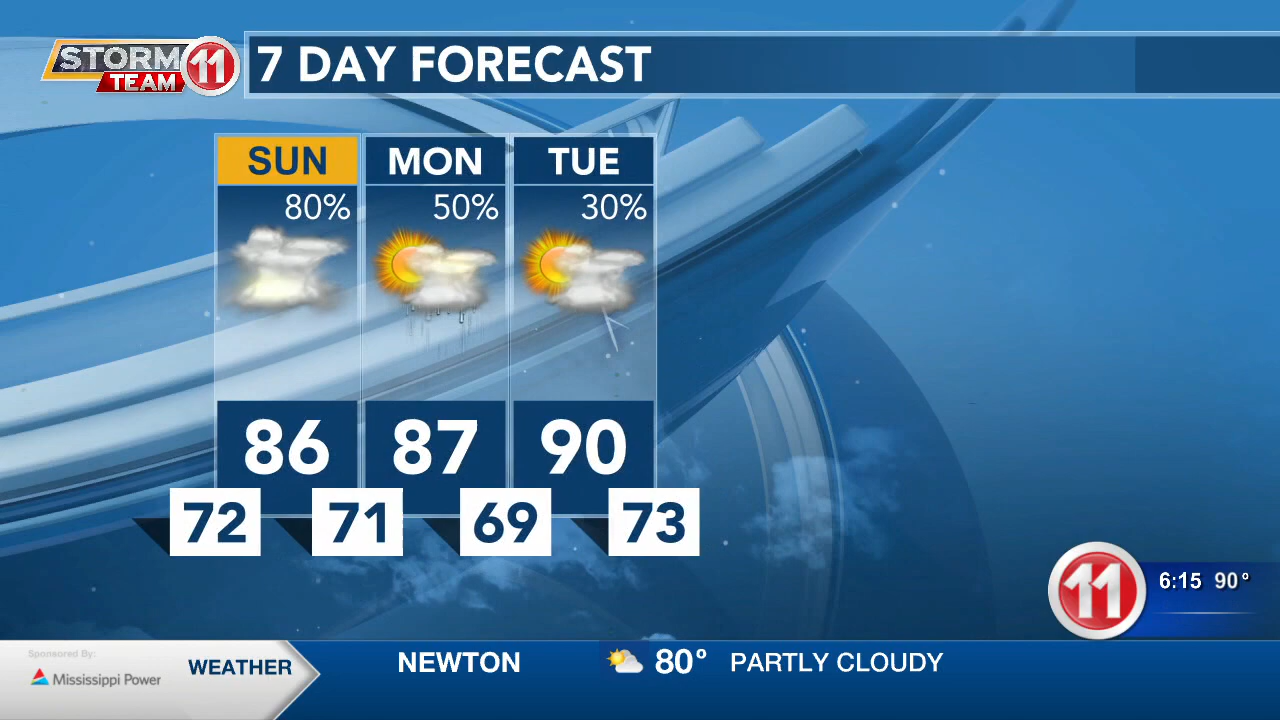 STORM
TEAM
11
7 DAY FORECAST
SUN MON TUE
80% 50% 30%
86 87 90
72 71 69 73
11
6:15 90°
Sponsored By:
Mississippi Power
WEATHER
NEWTON
80° PARTLY CLOUDY